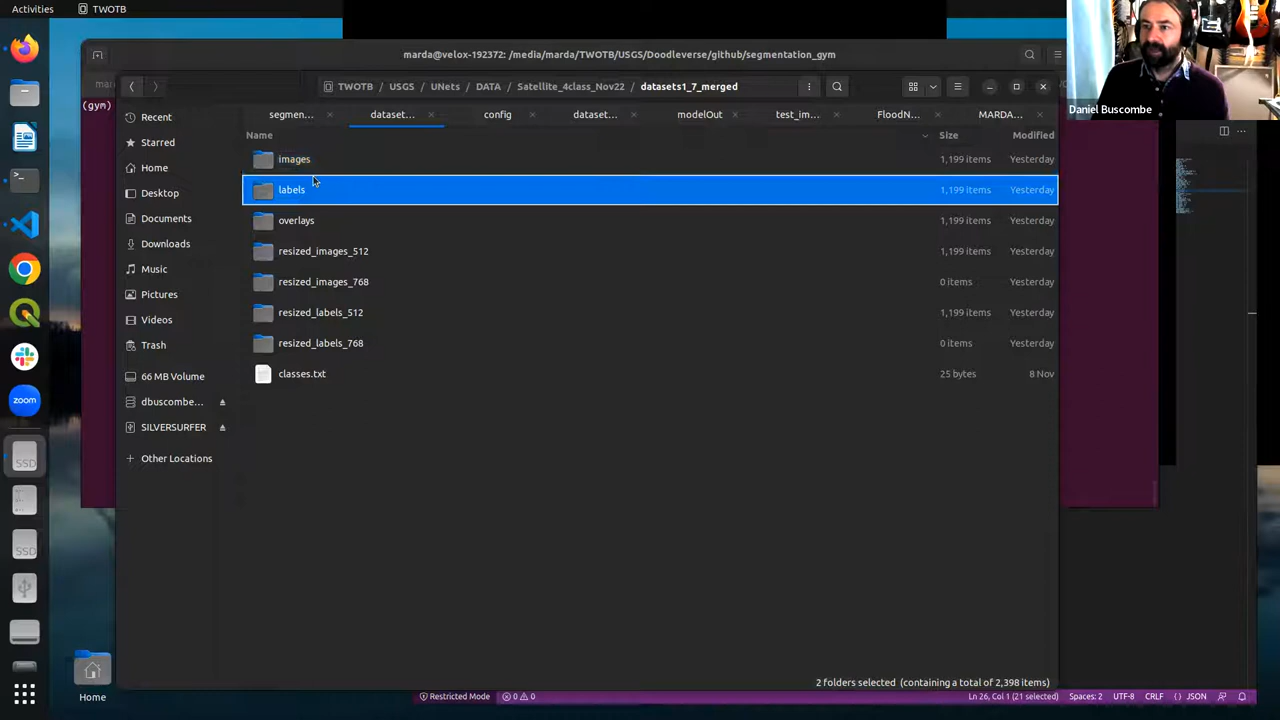 Activities TWOTB
marda@velox-192372: /media/marda/TWOTB/USGS/Doodleverse/github/segmentation_gym
TWOTB / USGS / UNets / DATA / Satellite_4class_Nov22 / datasets1_7_merged
Daniel Buscombe
(gym)
segmen... dataset... config dataset... modelOut test_im... FloodN... MARDA...
Name Size Modified
images 1,199 items Yesterday
labels 1,199 items Yesterday
overlays 1,199 items Yesterday
resized_images_512 1,199 items Yesterday
resized_images_768 0 items Yesterday
resized_labels_512 1,199 items Yesterday
resized_labels_768 0 items Yesterday
classes.txt 25 bytes 8 Nov
Recent
Starred
Home
Desktop
Documents
Downloads
Music
Pictures
Videos
Trash
66 MB Volume
dbuscombe...
SILVERSURFER
+ Other Locations
zoom
SSD
SSD
2 folders selected (containing a total of 2,398 items)
Home
Restricted Mode 0 0 Ln 26, Col 1 (21 selected) Spaces: 2 UTF-8 CRLF {} JSON